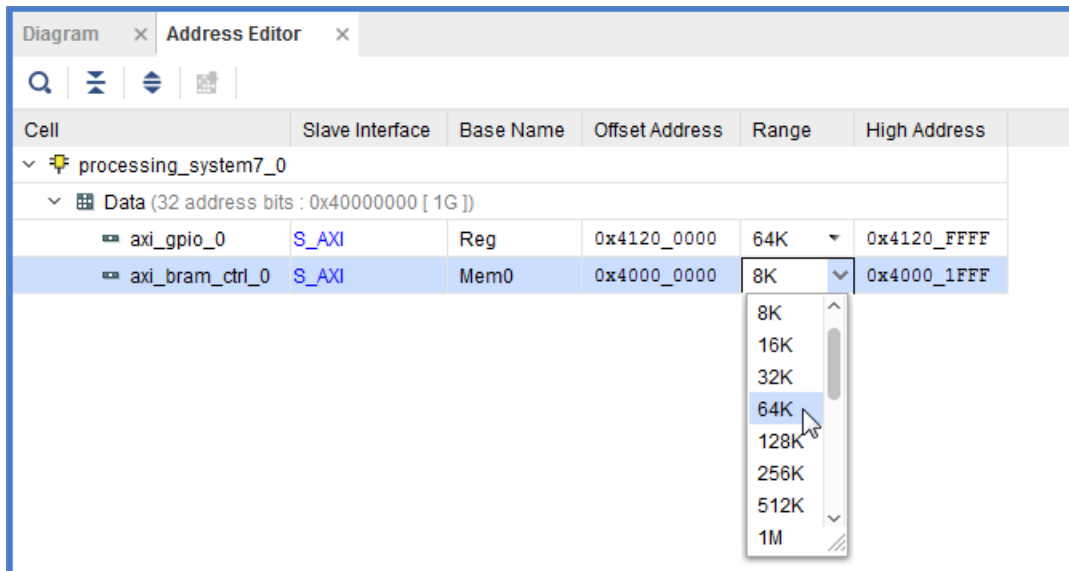 Diagram × Address Editor ×
Cell Slave Interface Base Name Offset Address Range High Address
processing_system7_0
Data (32 address bits : 0x40000000 [ 1G ])
axi_gpio_0 S_AXI Reg 0x4120_0000 64K 0x4120_FFFF
axi_bram_ctrl_0 S_AXI Mem0 0x4000_0000 8K 0x4000_1FFF
8K
16K
32K
64K
128K
256K
512K
1M